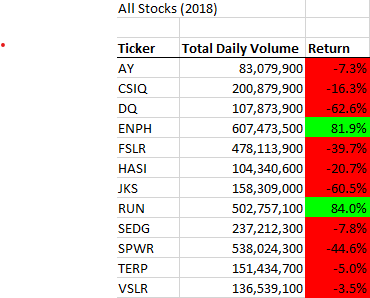 All Stocks (2018)
Ticker Total Daily Volume Return
AY 83,079,900 -7.3%
CSIQ 200,879,900 -16.3%
DQ 107,873,900 -62.6%
ENPH 607,473,500 81.9%
FSLR 478,113,900 -39.7%
HASI 104,340,600 -20.7%
JKS 158,309,000 -60.5%
RUN 502,757,100 84.0%
SEDG 237,212,300 -7.8%
SPWR 538,024,300 -44.6%
TERP 151,434,700 -5.0%
VSLR 136,539,100 -3.5%